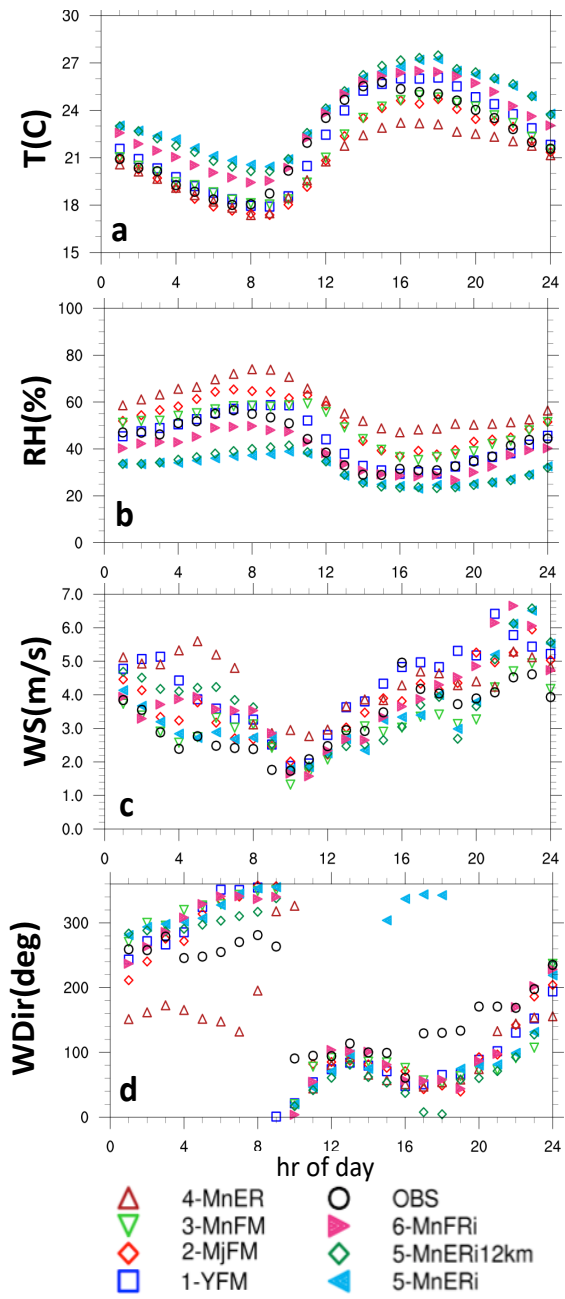 30
27
24
21
18
15
T(C)
a
0 4 8 12 16 20 24
100
80
60
40
20
0
RH(%)
b
0 4 8 12 16 20 24
7.0
6.0
5.0
4.0
3.0
2.0
1.0
0.0
WS(m/s)
c
0 4 8 12 16 20 24
300
200
100
0
WDir(deg)
d
0 4 8 12 16 20 24
hr of day
4-MnER OBS
3-MnFM 6-MnFRi
2-MjFM 5-MnERi12km
1-YFM 5-MnERi